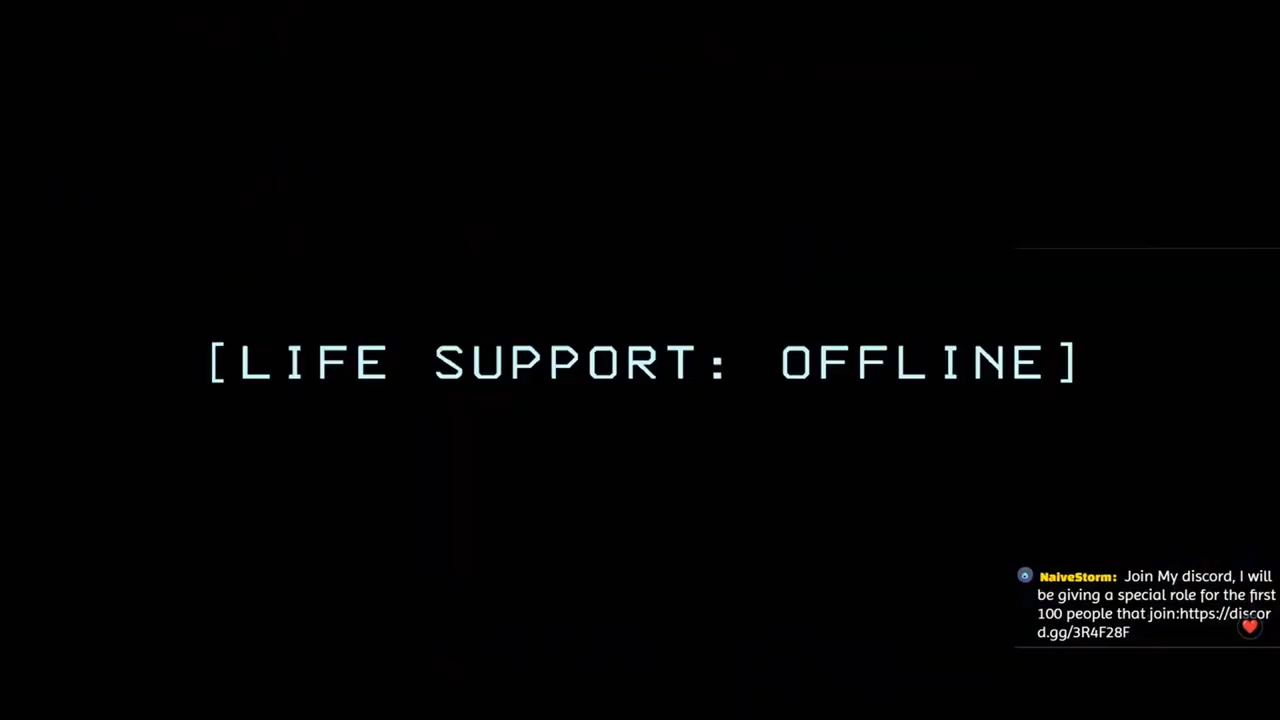 [LIFE SUPPORT: OFFLINE]
NaiveStorm: Join My discord, I will
be giving a special role for the first
100 people that join:https://discor
d.gg/3R4F28F